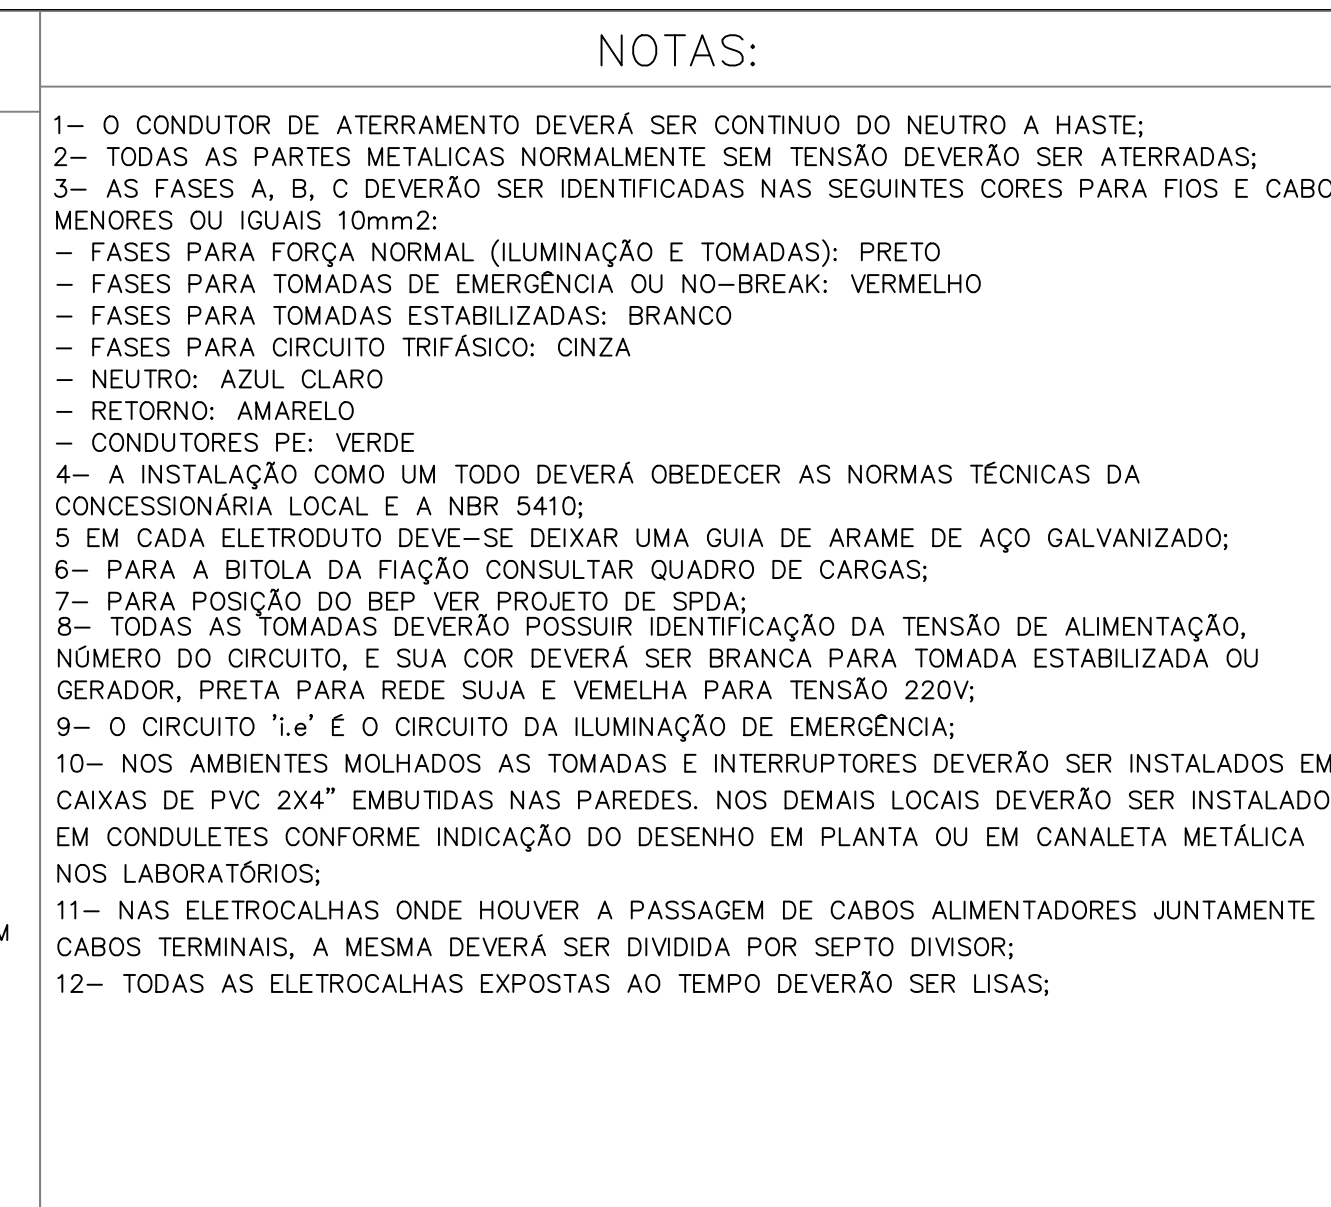 NOTAS:
1- O CONDUTOR DE ATERRAMENTO DEVERÁ SER CONTINUO DO NEUTRO A HASTE;
2- TODAS AS PARTES METALICAS NORMALMENTE SEM TENSÃO DEVERÃO SER ATERRADAS;
3- AS FASES A, B, C DEVERÃO SER IDENTIFICADAS NAS SEGUINTES CORES PARA FIOS E CABO
MENORES OU IGUAIS 10mm2:
- FASES PARA FORÇA NORMAL (ILUMINAÇÃO E TOMADAS): PRETO
- FASES PARA TOMADAS DE EMERGÊNCIA OU NO-BREAK: VERMELHO
- FASES PARA TOMADAS ESTABILIZADAS: BRANCO
- FASES PARA CIRCUITO TRIFÁSICO: CINZA
- NEUTRO: AZUL CLARO
- RETORNO: AMARELO
- CONDUTORES PE: VERDE
4- A INSTALAÇÃO COMO UM TODO DEVERÁ OBEDECER AS NORMAS TÉCNICAS DA
CONCESSIONÁRIA LOCAL E A NBR 5410;
5 EM CADA ELETRODUTO DEVE-SE DEIXAR UMA GUIA DE ARAME DE AÇO GALVANIZADO;
6- PARA A BITOLA DA FIAÇÃO CONSULTAR QUADRO DE CARGAS;
7- PARA POSIÇÃO DO BEP VER PROJETO DE SPDA;
8- TODAS AS TOMADAS DEVERÃO POSSUIR IDENTIFICAÇÃO DA TENSÃO DE ALIMENTAÇÃO,
NÚMERO DO CIRCUITO, E SUA COR DEVERÁ SER BRANCA PARA TOMADA ESTABILIZADA OU
GERADOR, PRETA PARA REDE SUJA E VEMELHA PARA TENSÃO 220V;
9- O CIRCUITO 'i.e' É O CIRCUITO DA ILUMINAÇÃO DE EMERGÊNCIA;
10- NOS AMBIENTES MOLHADOS AS TOMADAS E INTERRUPTORES DEVERÃO SER INSTALADOS EM
CAIXAS DE PVC 2X4" EMBUTIDAS NAS PAREDES. NOS DEMAIS LOCAIS DEVERÃO SER INSTALADO
EM CONDULETES CONFORME INDICAÇÃO DO DESENHO EM PLANTA OU EM CANALETA METÁLICA
NOS LABORATÓRIOS;
11- NAS ELETROCALHAS ONDE HOUVER A PASSAGEM DE CABOS ALIMENTADORES JUNTAMENTE
CABOS TERMINAIS, A MESMA DEVERÁ SER DIVIDIDA POR SEPTO DIVISOR;
12- TODAS AS ELETROCALHAS EXPOSTAS AO TEMPO DEVERÃO SER LISAS;